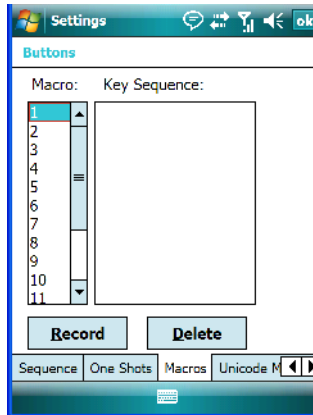 Settings ok
Buttons
Macro: Key Sequence:
1
2
3
4
5
6
7
8
9
10
11
Record Delete
Sequence One Shots Macros Unicode M